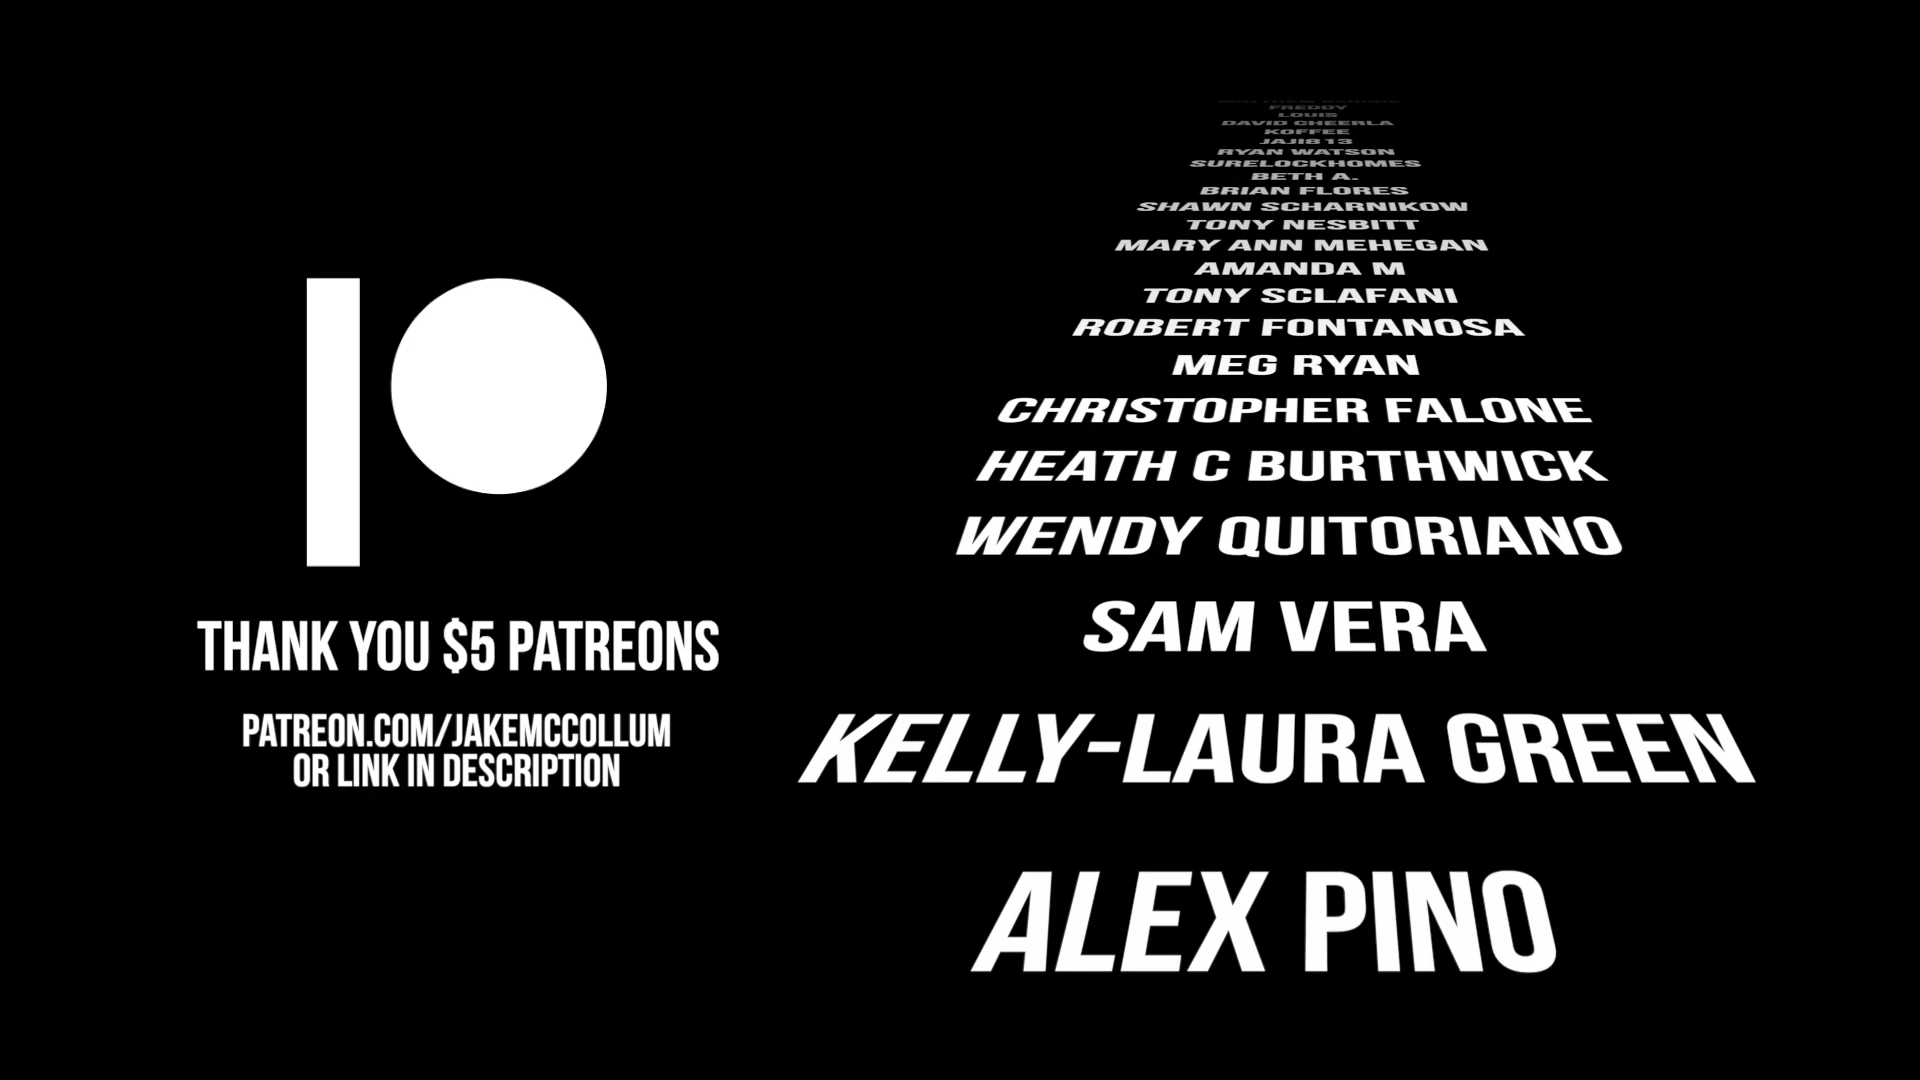 THANK YOU $5 PATREONS
PATREON.COM/JAKEMCCOLLUM
OR LINK IN DESCRIPTION
FREDDY
LOUIS
DAVID CHEERLA
KOFFEE
JAJI813
RYAN WATSON
SURELOCKHOMES
BETH A.
BRIAN FLORES
SHAWN SCHARNIKOW
TONY NESBITT
MARY ANN MEHEGAN
AMANDA M
TONY SCLAFANI
ROBERT FONTANOSA
MEG RYAN
CHRISTOPHER FALONE
HEATH C BURTHWICK
WENDY QUITORIANO
SAM VERA
KELLY-LAURA GREEN
ALEX PINO